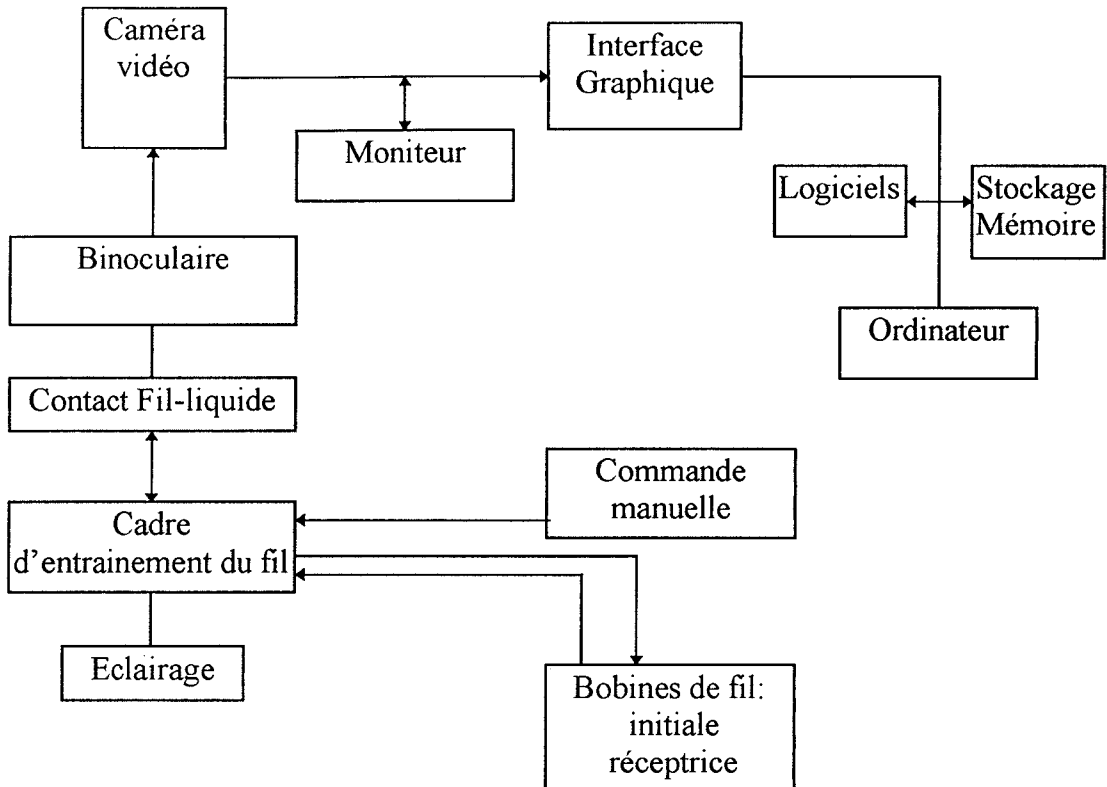 Caméra
vidéo
Interface
Graphique
Moniteur
Logiciels
Stockage
Mémoire
Binoculaire
Ordinateur
Contact Fil-liquide
Commande
manuelle
Cadre
d'entrainement du fil
Eclairage
Bobines de fil:
initiale
réceptrice